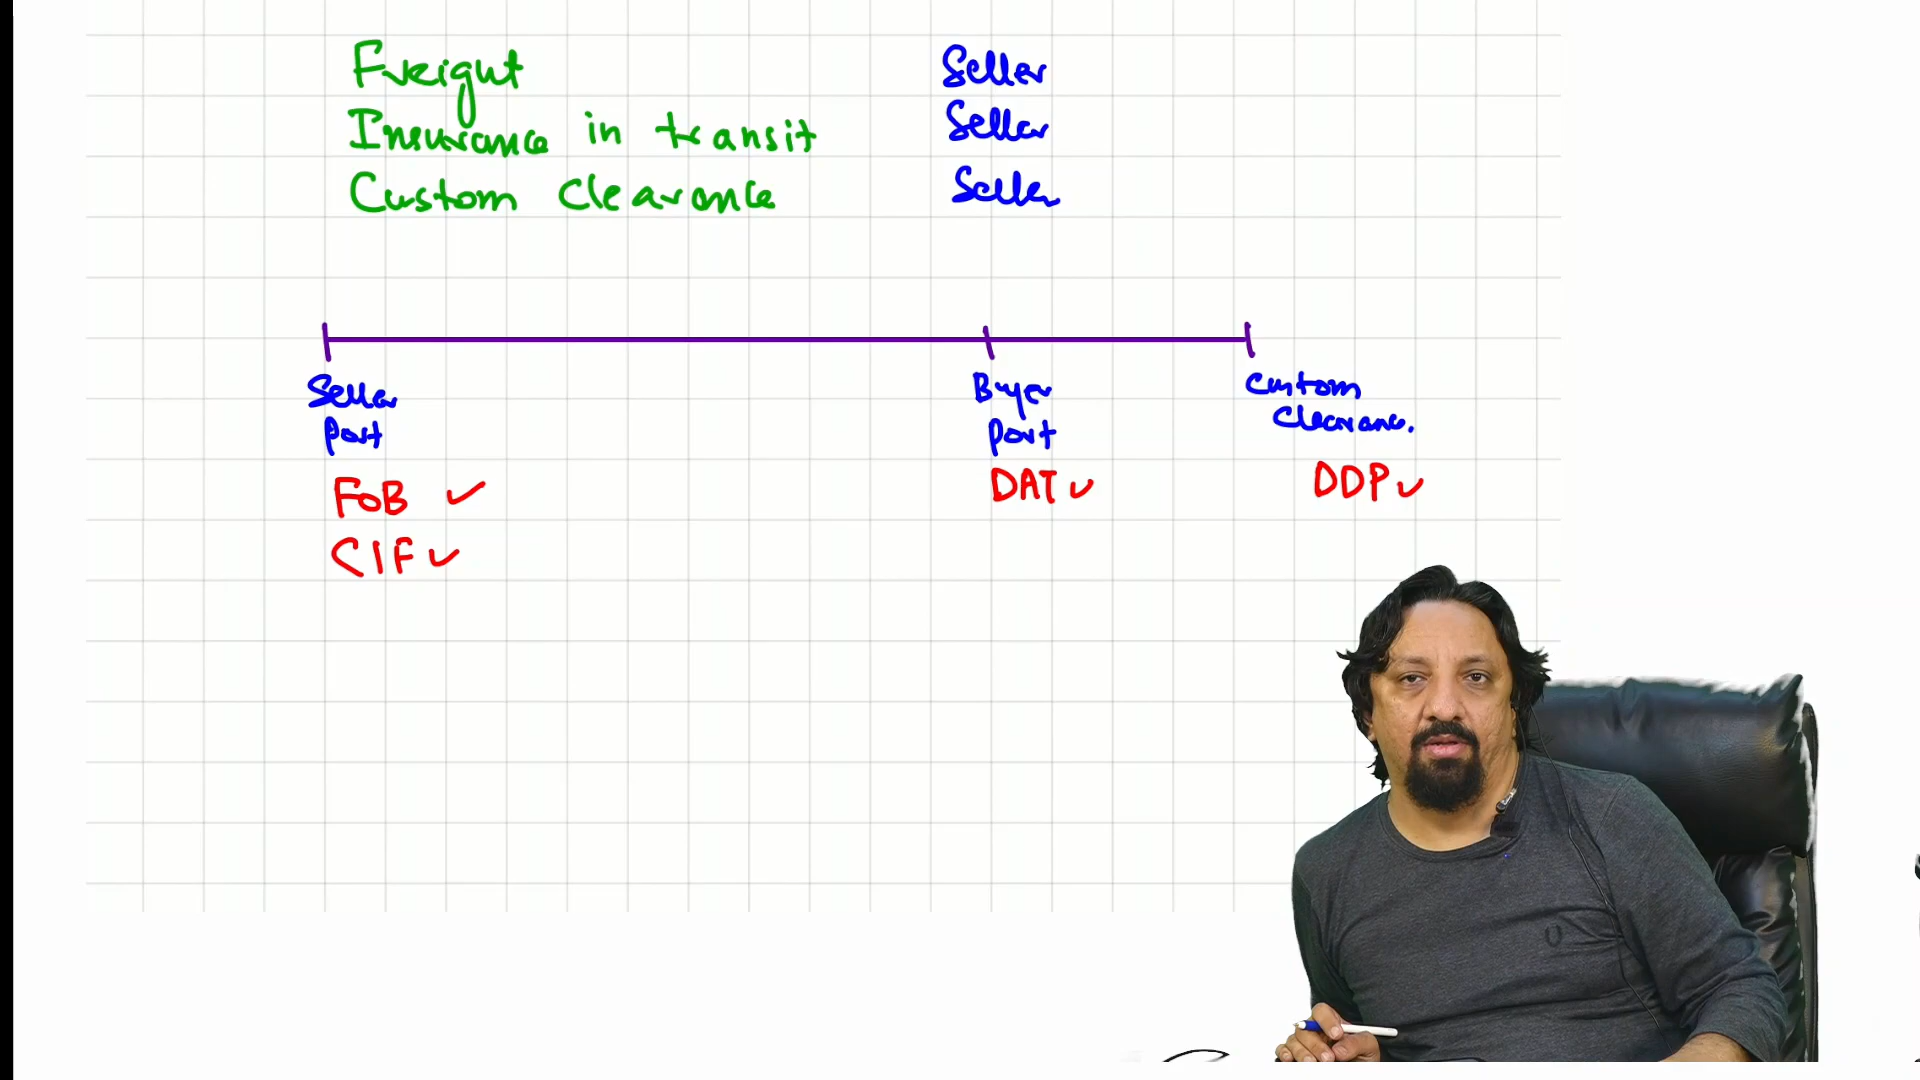 Freight Seller
Insurance in transit Seller
Custom Clearance Seller
Seller Port
Buyer Port
Custom Clearance.
FOB ✓
CIF ✓
DAT ✓
DDP ✓